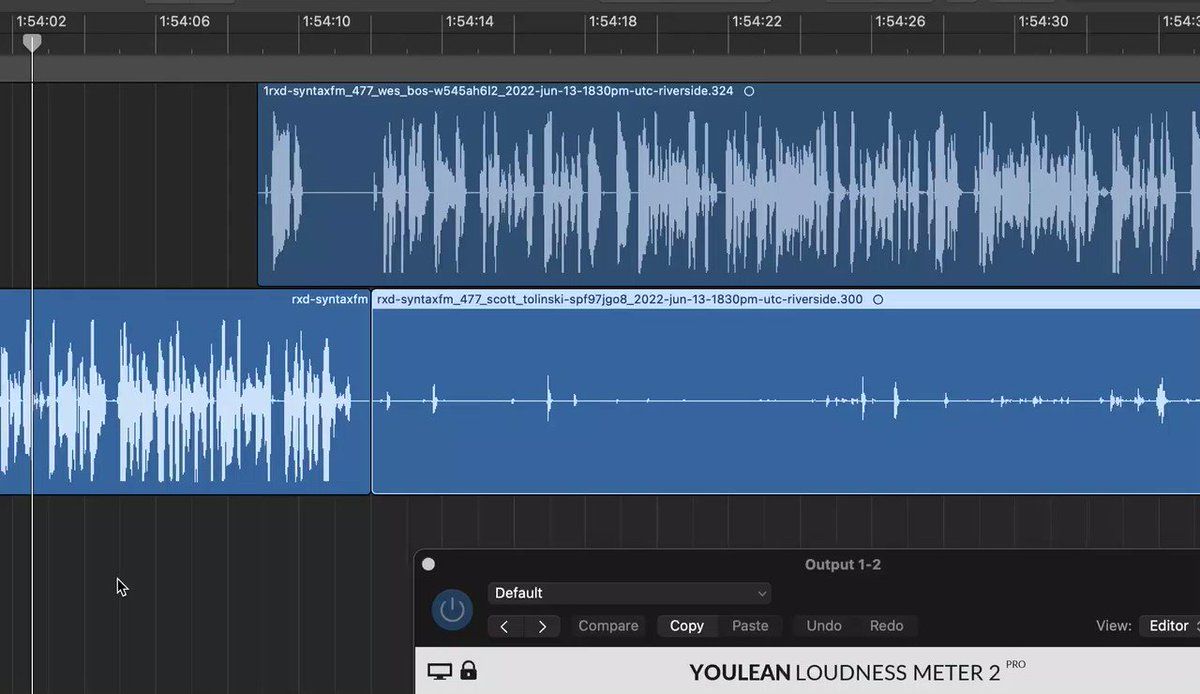 1:54:02 1:54:06 1:54:10 1:54:14 1:54:18 1:54:22 1:54:26 1:54:30
1rxd-syntaxfm_477_wes_bos-w545ah6l2_2022-jun-13-1830pm-utc-riverside.324
rxd-syntaxfm rxd-syntaxfm_477_scott_tolinski-spf97jgo8_2022-jun-13-1830pm-utc-riverside.300
Output 1-2
Default
Compare Copy Paste Undo Redo View: Editor
YOULEAN LOUDNESS METER 2 PRO